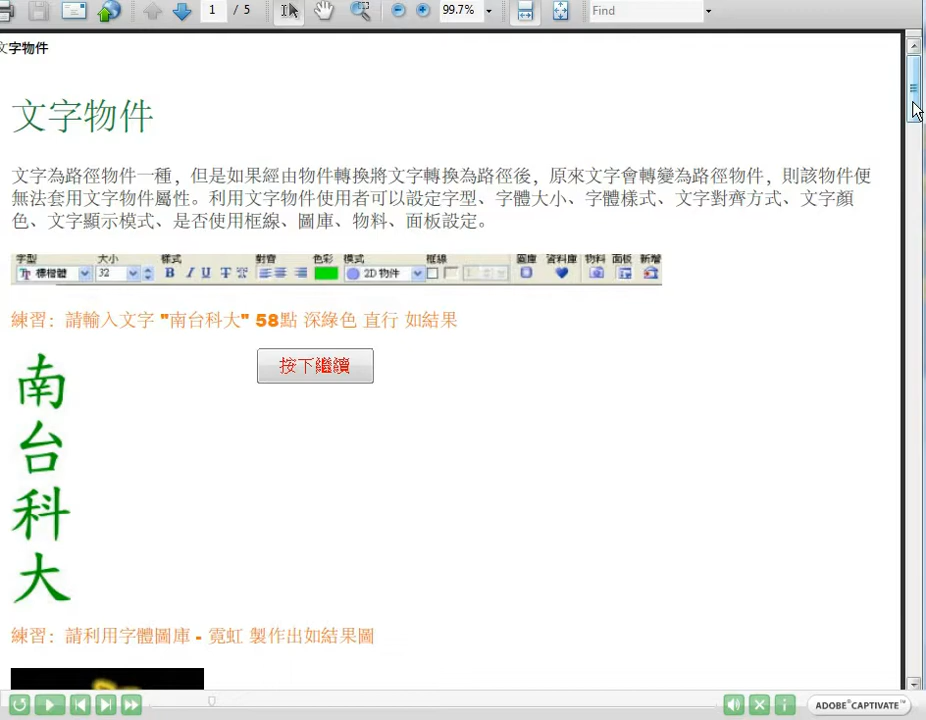 1 / 5
99.7%
Find
文字物件
文字物件
文字為路徑物件一種，但是如果經由物件轉換將文字轉換為路徑後，原來文字會轉變為路徑物件，則該物件便
無法套用文字物件屬性。利用文字物件使用者可以設定字型、字體大小、字體樣式、文字對齊方式、文字顏
色、文字顯示模式、是否使用框線、圖庫、物料、面板設定。
字型 大小 樣式 對齊 色彩 模式 框線 圖庫 資料庫 物料 面板 新增
標楷體 32 B I U T 2D 物件 1
練習：請輸入文字 "南台科大" 58點 深綠色 直行 如結果
按下繼續
南
台
科
大
練習：請利用字體圖庫 - 霓虹 製作出如結果圖
ADOBE® CAPTIVATE™